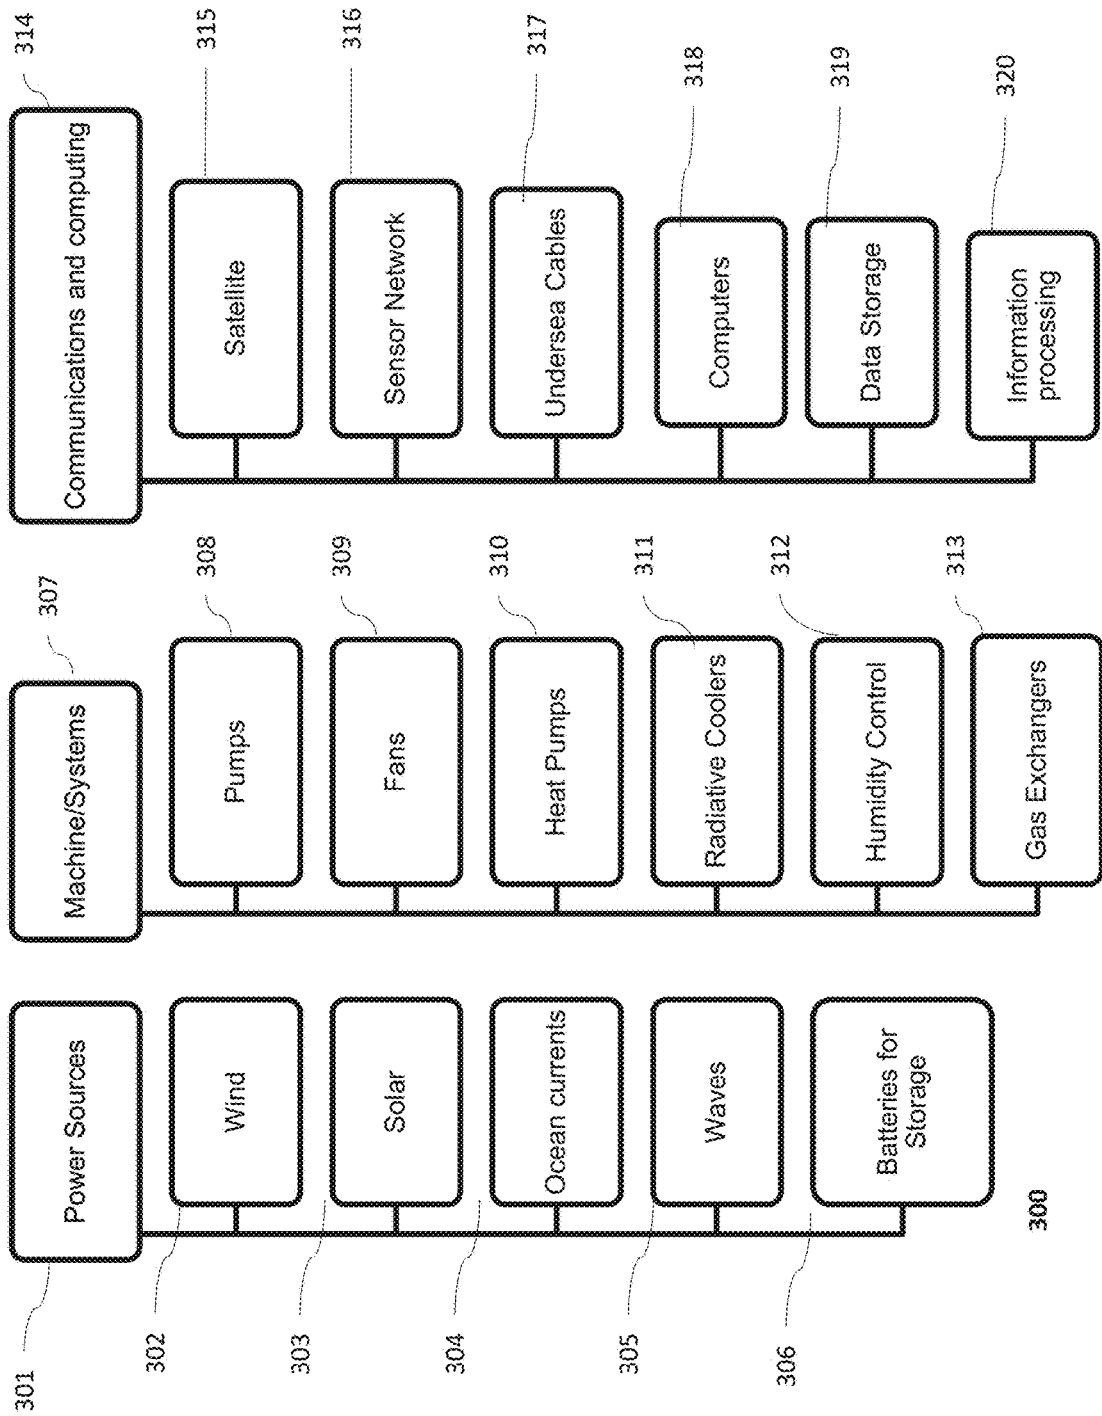 301
Power Sources
302
Wind
303
Solar
304
Ocean currents
305
Waves
306
Batteries for
Storage
307
Machine/Systems
308
Pumps
309
Fans
310
Heat Pumps
311
Radiative Coolers
312
Humidity Control
313
Gas Exchangers
314
Communications and computing
315
Satellite
316
Sensor Network
317
Undersea Cables
318
Computers
319
Data Storage
320
Information
processing
300